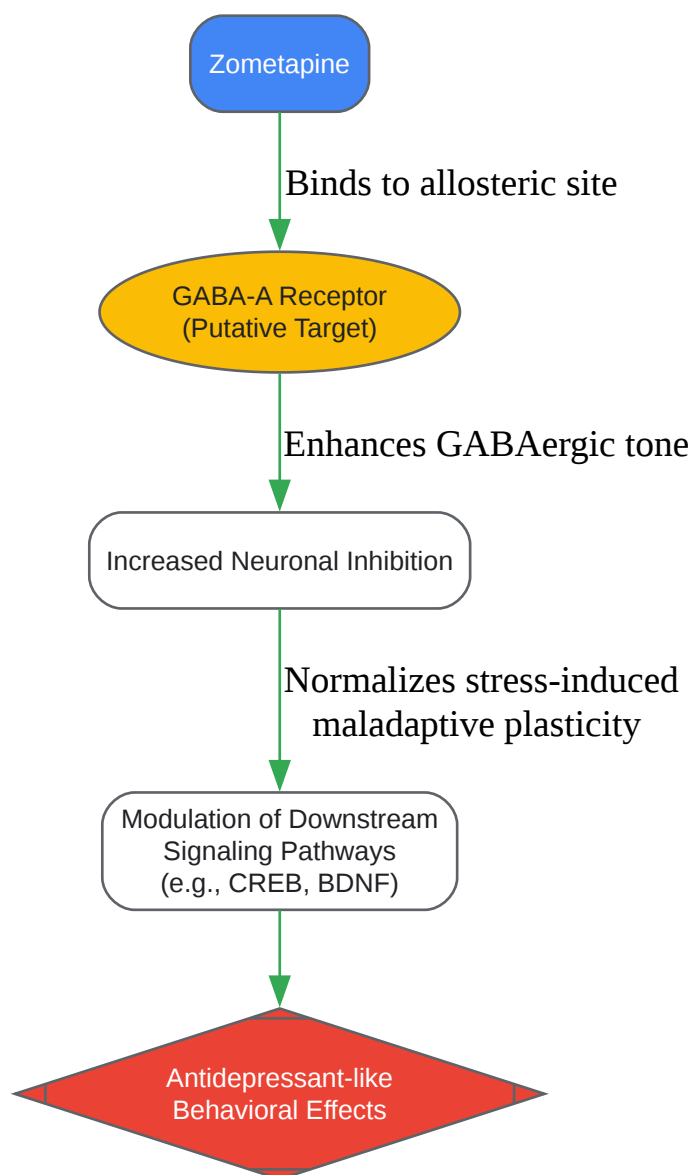 Zometapine
Binds to allosteric site
GABA-A Receptor
(Putative Target)
Enhances GABAergic tone
Increased Neuronal Inhibition
Normalizes stress-induced
maladaptive plasticity
Modulation of Downstream
Signaling Pathways
(e.g., CREB, BDNF)
Antidepressant-like
Behavioral Effects